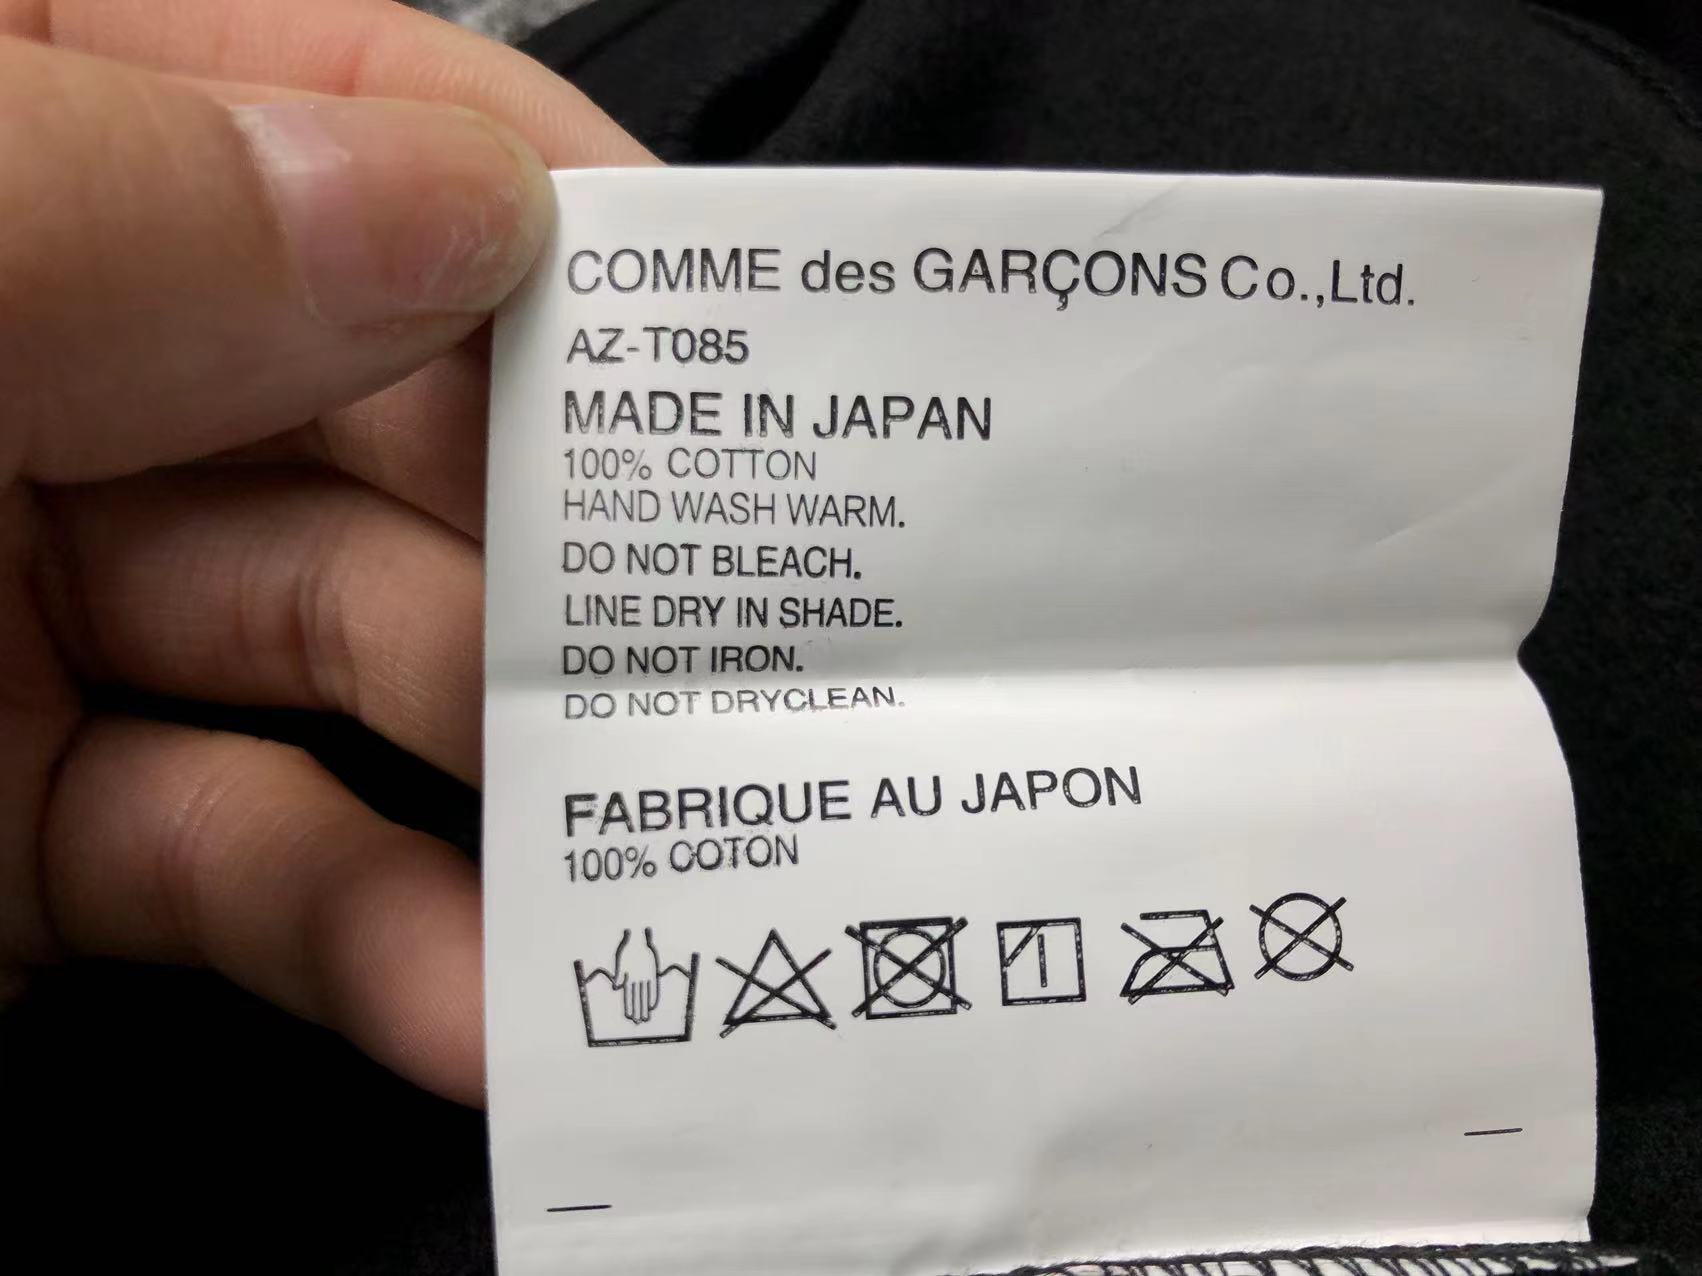 COMME des GARÇONS Co.,Ltd.
AZ-T085
MADE IN JAPAN
100% COTTON
HAND WASH WARM.
DO NOT BLEACH.
LINE DRY IN SHADE.
DO NOT IRON.
DO NOT DRYCLEAN.
FABRIQUE AU JAPON
100% COTON